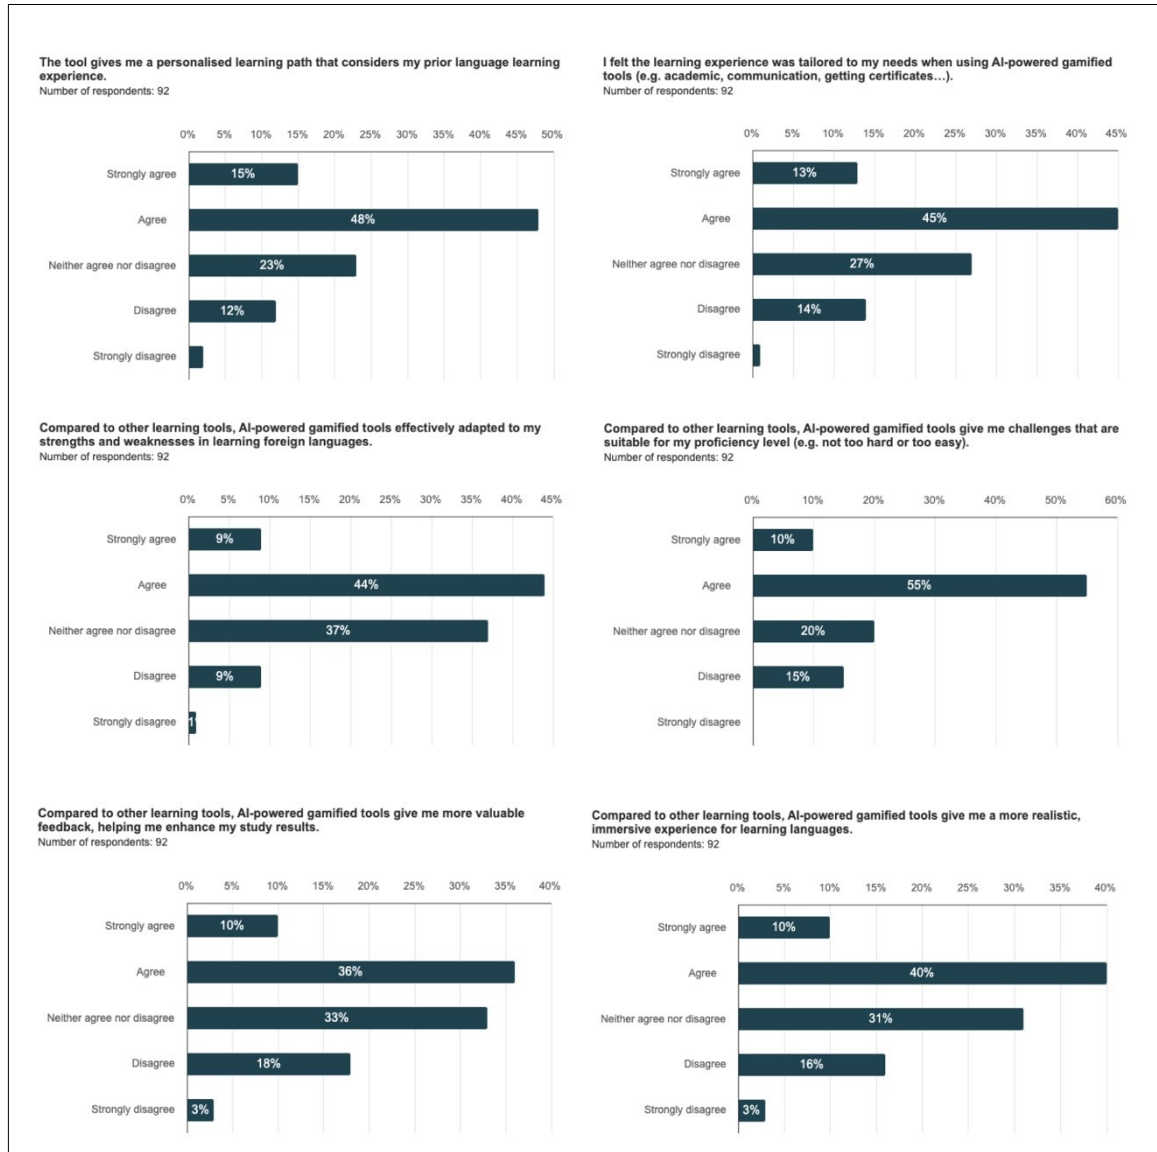 The tool gives me a personalised learning path that considers my prior language learning
experience.
Number of respondents: 92
0% 5% 10% 15% 20% 25% 30% 35% 40% 45% 50%
Strongly agree 15%
Agree 48%
Neither agree nor disagree 23%
Disagree 12%
Strongly disagree
I felt the learning experience was tailored to my needs when using AI-powered gamified
tools (e.g. academic, communication, getting certificates…).
Number of respondents: 92
0% 5% 10% 15% 20% 25% 30% 35% 40% 45%
Strongly agree 13%
Agree 45%
Neither agree nor disagree 27%
Disagree 14%
Strongly disagree
Compared to other learning tools, AI-powered gamified tools effectively adapted to my
strengths and weaknesses in learning foreign languages.
Number of respondents: 92
0% 5% 10% 15% 20% 25% 30% 35% 40% 45%
Strongly agree 9%
Agree 44%
Neither agree nor disagree 37%
Disagree 9%
Strongly disagree
Compared to other learning tools, AI-powered gamified tools give me challenges that are
suitable for my proficiency level (e.g. not too hard or too easy).
Number of respondents: 92
0% 10% 20% 30% 40% 50% 60%
Strongly agree 10%
Agree 55%
Neither agree nor disagree 20%
Disagree 15%
Strongly disagree
Compared to other learning tools, AI-powered gamified tools give me more valuable
feedback, helping me enhance my study results.
Number of respondents: 92
0% 5% 10% 15% 20% 25% 30% 35% 40%
Strongly agree 10%
Agree 36%
Neither agree nor disagree 33%
Disagree 18%
Strongly disagree 3%
Compared to other learning tools, AI-powered gamified tools give me a more realistic,
immersive experience for learning languages.
Number of respondents: 92
0% 5% 10% 15% 20% 25% 30% 35% 40%
Strongly agree 10%
Agree 40%
Neither agree nor disagree 31%
Disagree 16%
Strongly disagree 3%